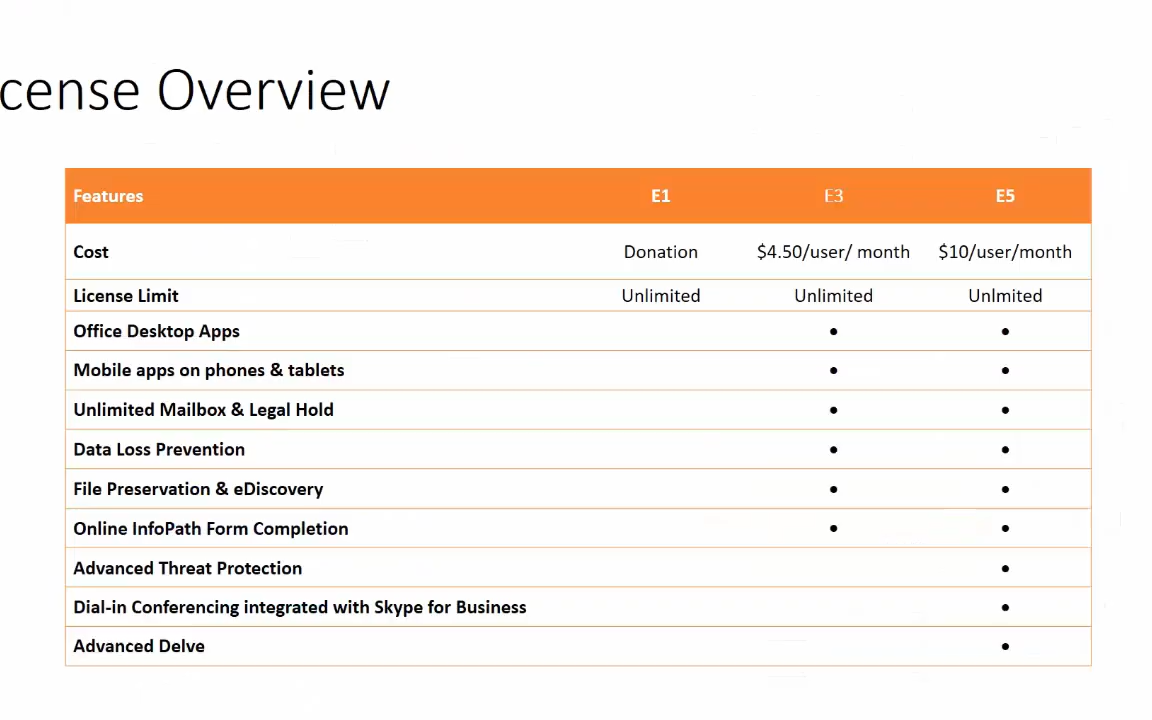 cense Overview
Features E1 E3 E5
Cost Donation $4.50/user/ month $10/user/month
License Limit Unlimited Unlimited Unlmited
Office Desktop Apps • •
Mobile apps on phones & tablets • •
Unlimited Mailbox & Legal Hold • •
Data Loss Prevention • •
File Preservation & eDiscovery • •
Online InfoPath Form Completion • •
Advanced Threat Protection •
Dial-in Conferencing integrated with Skype for Business •
Advanced Delve •